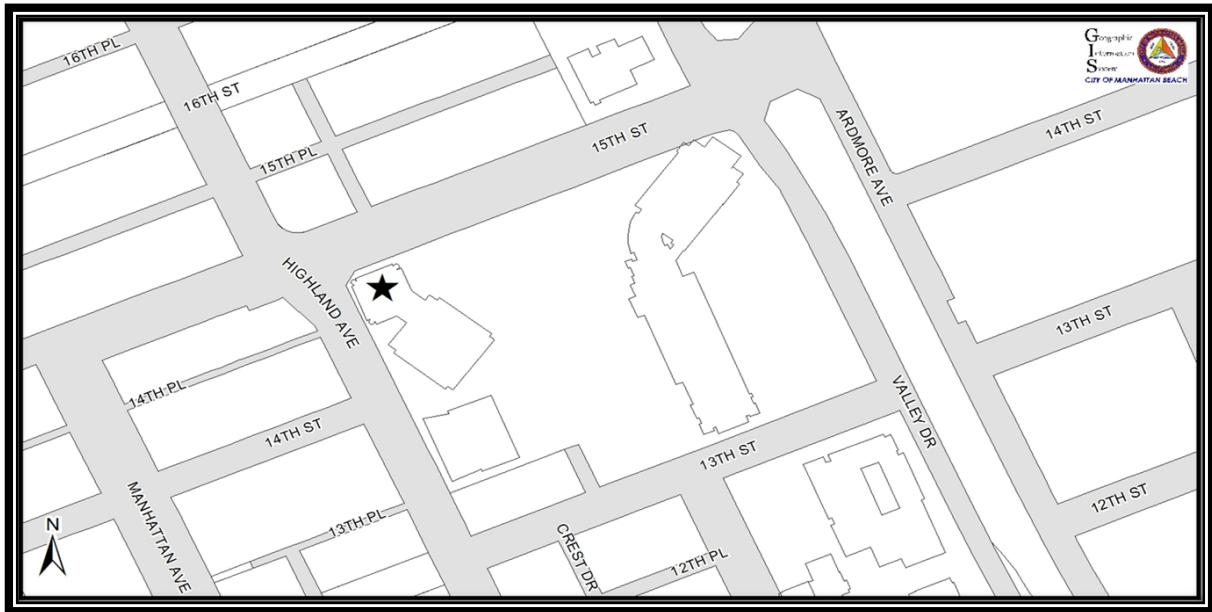 16TH PL
16TH ST
Geographic
Information
System
CITY OF MANHATTAN BEACH
15TH ST
ARDMORE AVE
14TH ST
15TH PL
HIGHLAND AVE
13TH ST
14TH PL
14TH ST
VALLEY DR
13TH ST
12TH ST
MANHATTAN AVE
N
13TH PL
CREST DR
12TH PL